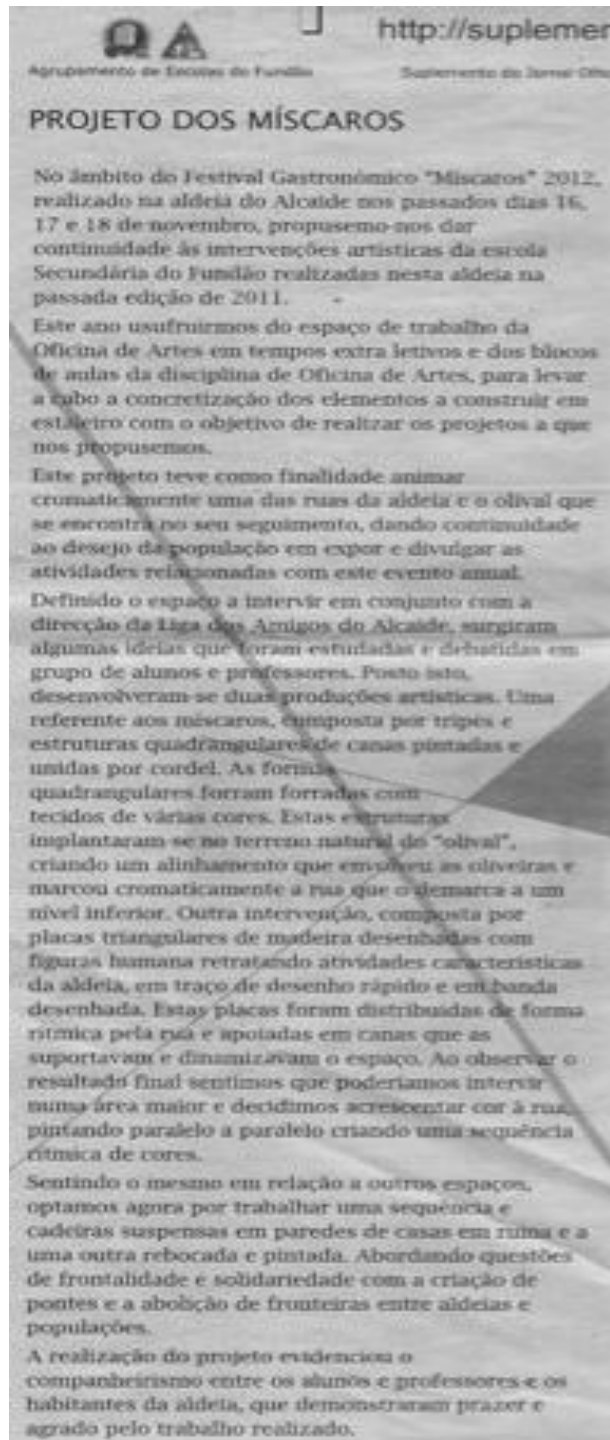 http://suplemen
Agrupamento de Escolas do Fundão Suplemento do Jornal Olho
PROJETO DOS MÍSCAROS
No âmbito do Festival Gastronómico "Míscaros" 2012,
realizado na aldeia do Alcaide nos passados dias 16,
17 e 18 de novembro, propusemo-nos dar
continuidade às intervenções artísticas da escola
Secundária do Fundão realizadas nesta aldeia na
passada edição de 2011.
Este ano usufruirmos do espaço de trabalho da
Oficina de Artes em tempos extra letivos e dos blocos
de aulas da disciplina de Oficina de Artes, para levar
a cabo a concretização dos elementos a construir em
estaleiro com o objetivo de realizar os projetos a que
nos propusemos.
Este projeto teve como finalidade animar
cromaticamente uma das ruas da aldeia e o olival que
se encontra no seu seguimento, dando continuidade
ao desejo da população em expor e divulgar as
atividades relacionadas com este evento anual.
Definido o espaço a intervir em conjunto com a
direcção da Liga dos Amigos do Alcaide, surgiram
algumas ideias que foram estudadas e debatidas em
grupo de alunos e professores. Posto isto,
desenvolveram-se duas produções artísticas. Uma
referente aos míscaros, composta por tripés e
estruturas quadrangulares de canas pintadas e
unidas por cordel. As formas
quadrangulares forram forradas com
tecidos de várias cores. Estas estruturas
implantaram-se no terreno natural do "olival",
criando um alinhamento que envolveu as oliveiras e
marcou cromaticamente a rua que o demarca a um
nível inferior. Outra intervenção, composta por
placas triangulares de madeira desenhadas com
figuras humana retratando atividades características
da aldeia, em traço de desenho rápido e em banda
desenhada. Estas placas foram distribuídas de forma
rítmica pela rua e apoiadas em canas que as
suportavam e dinamizavam o espaço. Ao observar o
resultado final sentimos que poderíamos intervir
numa área maior e decidimos acrescentar cor à rua,
pintando paralelo a paralelo criando uma sequência
rítmica de cores.
Sentindo o mesmo em relação a outros espaços,
optamos agora por trabalhar uma sequência e
cadeiras suspensas em paredes de casas em ruína e a
uma outra rebocada e pintada. Abordando questões
de frontalidade e solidariedade com a criação de
pontes e a abolição de fronteiras entre aldeias e
populações.
A realização do projeto evidenciou o
companheirismo entre os alunos e professores e os
habitantes da aldeia, que demonstraram prazer e
agrado pelo trabalho realizado.